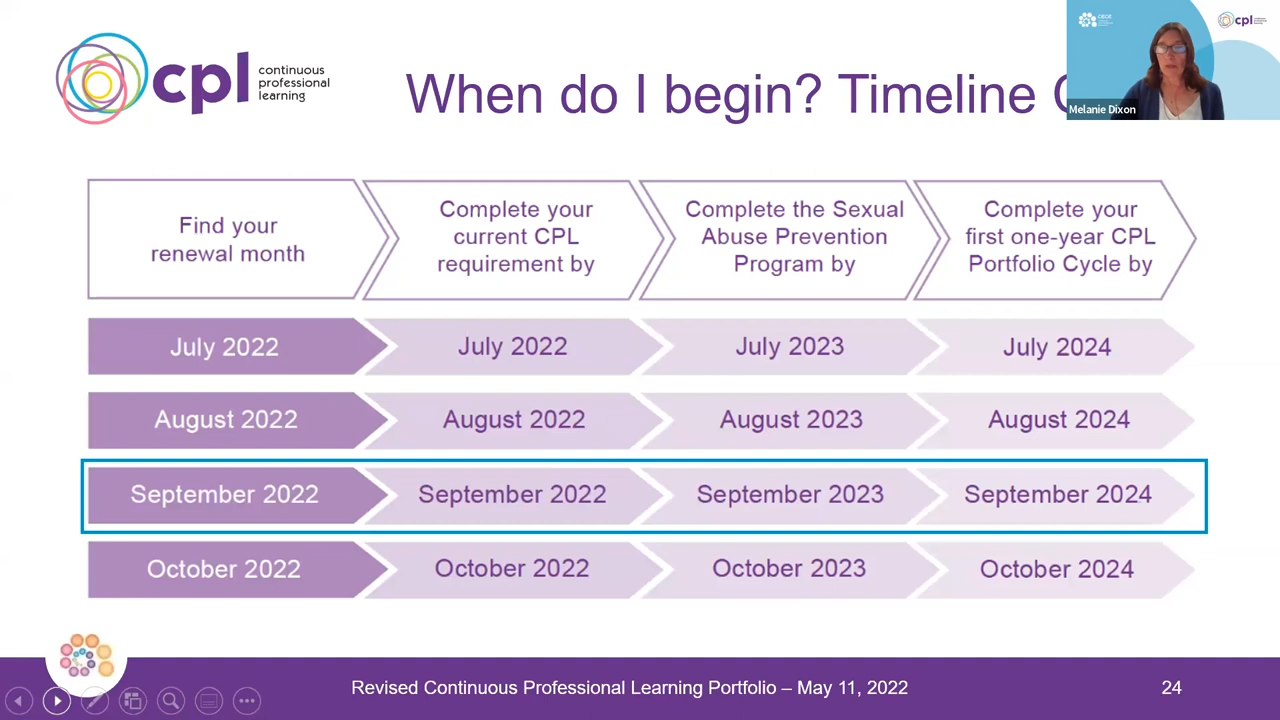 cpl continuous
professional
learning
When do I begin? Timeline
Melanie Dixon
cpl
Find your
renewal month
Complete your
current CPL
requirement by
Complete the Sexual
Abuse Prevention
Program by
Complete your
first one-year CPL
Portfolio Cycle by
July 2022 July 2022 July 2023 July 2024
August 2022 August 2022 August 2023 August 2024
September 2022 September 2022 September 2023 September 2024
October 2022 October 2022 October 2023 October 2024
Revised Continuous Professional Learning Portfolio – May 11, 2022 24